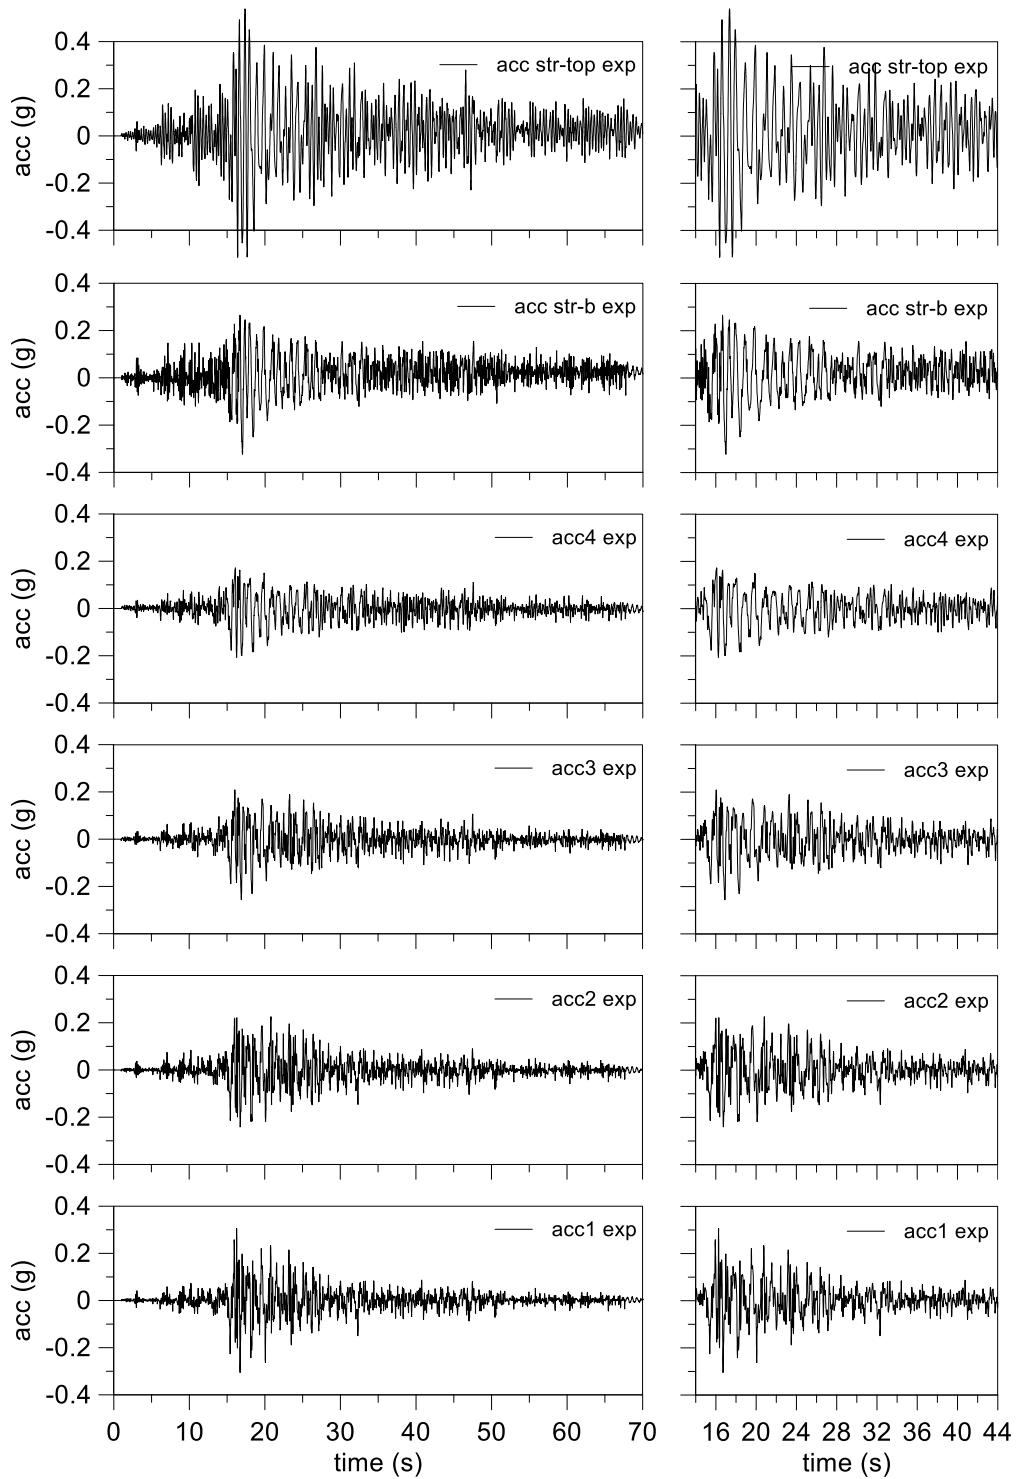 0.4
0.2
0
-0.2
-0.4
acc (g)
acc str-top exp
acc str-top exp
0.4
0.2
0
-0.2
-0.4
acc (g)
acc str-b exp
acc str-b exp
0.4
0.2
0
-0.2
-0.4
acc (g)
acc4 exp
acc4 exp
0.4
0.2
0
-0.2
-0.4
acc (g)
acc3 exp
acc3 exp
0.4
0.2
0
-0.2
-0.4
acc (g)
acc2 exp
acc2 exp
0.4
0.2
0
-0.2
-0.4
acc (g)
acc1 exp
acc1 exp
0 10 20 30 40 50 60 70
16 20 24 28 32 36 40 44
time (s)
time (s)